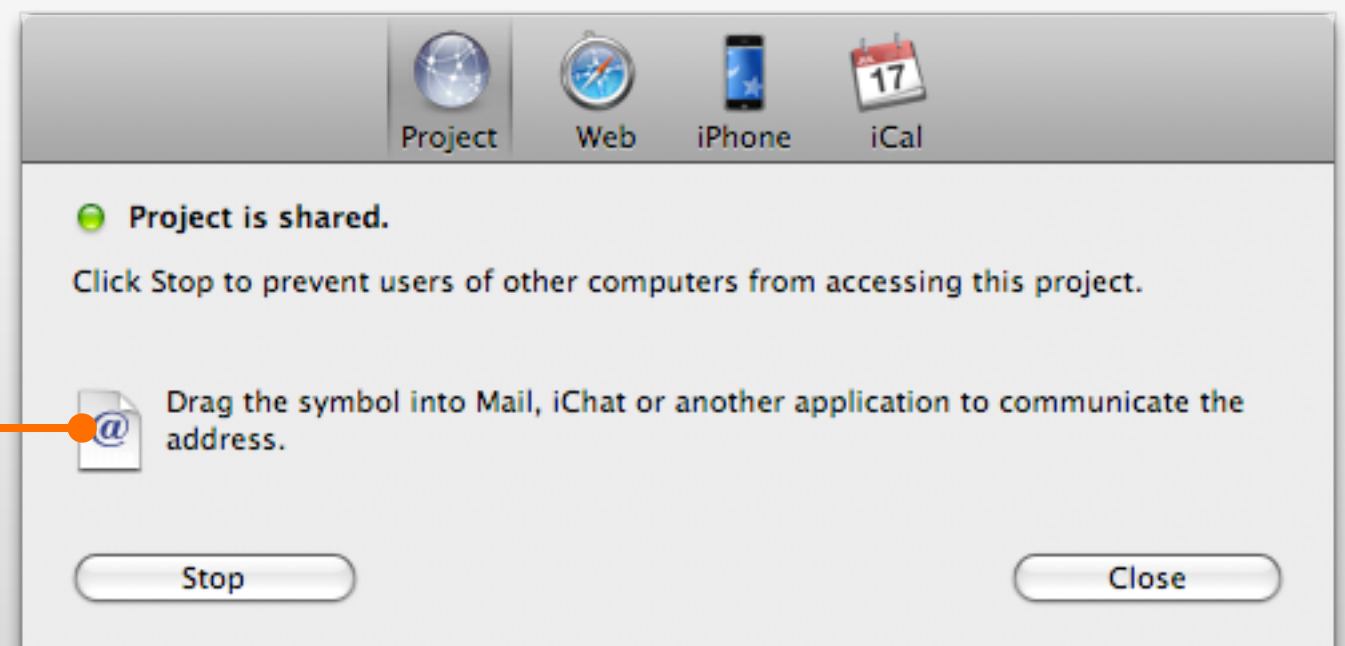 JUL
17
Project Web iPhone iCal
Project is shared.
Click Stop to prevent users of other computers from accessing this project.
@
Drag the symbol into Mail, iChat or another application to communicate the
address.
Stop Close